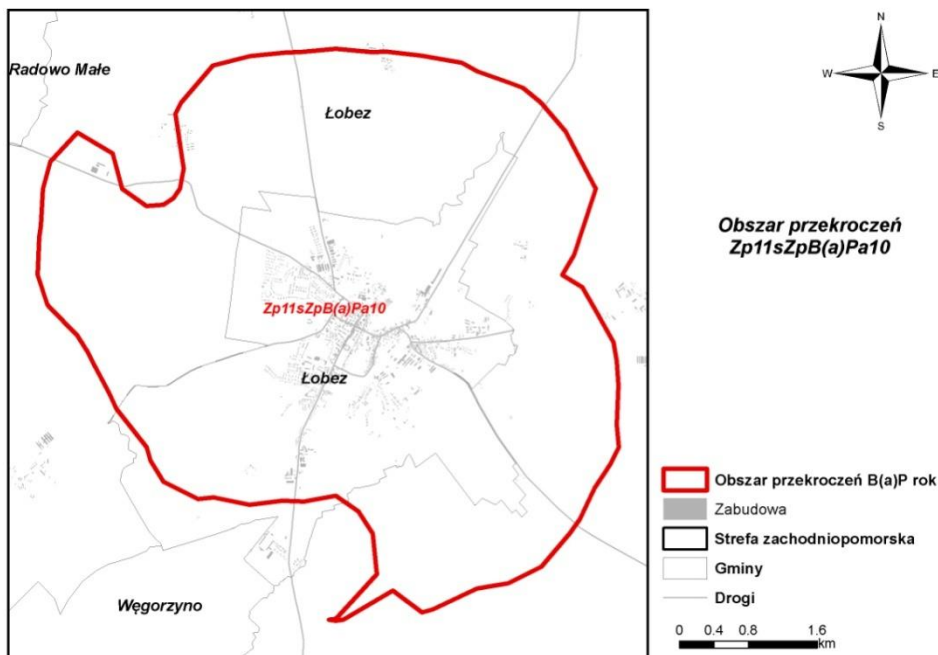 Radowo Małe
Łobez
Zp11sZpB(a)Pa10
Łobez
Węgorzyno
N
W
E
S
Obszar przekroczeń
Zp11sZpB(a)Pa10
Obszar przekroczeń B(a)P rok
Zabudowa
Strefa zachodniopomorska
Gminy
Drogi
0 0.4 0.8 1.6
km